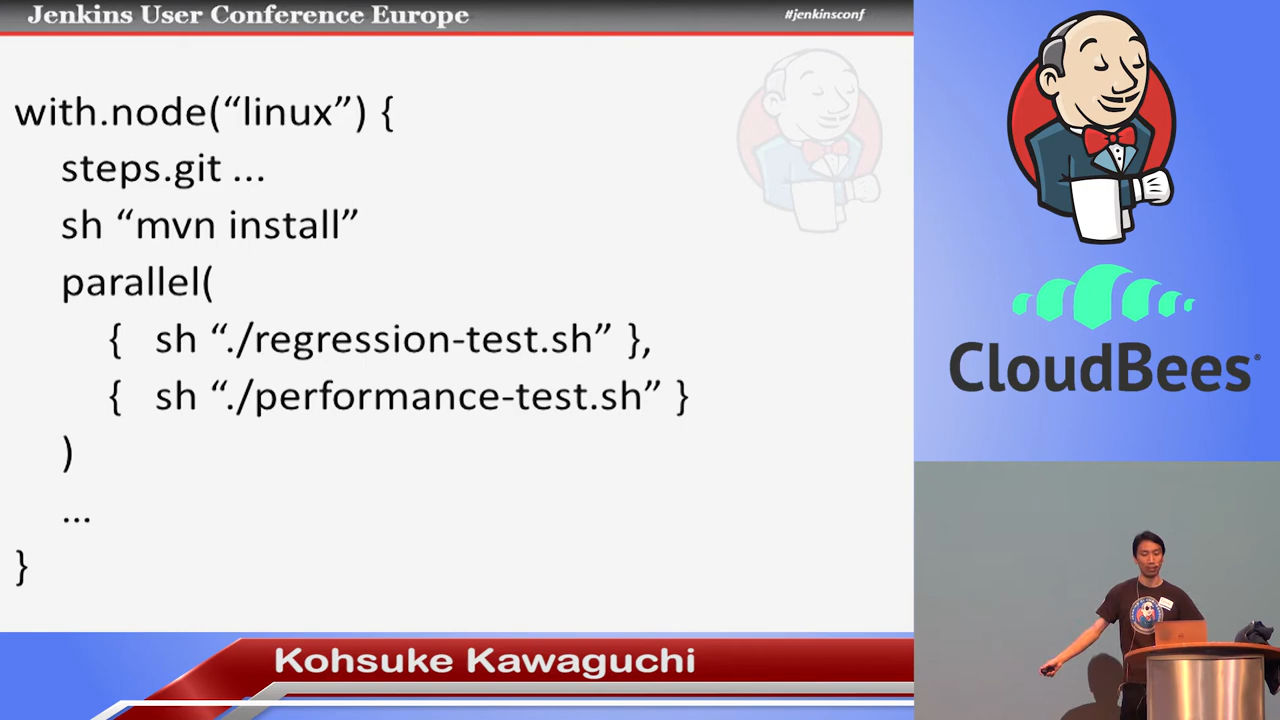 Jenkins User Conference Europe
#jenkinsconf
with.node(“linux”) {
steps.git ...
sh “mvn install”
parallel(
{ sh “./regression-test.sh” },
{ sh “./performance-test.sh” }
)
...
}
CloudBees®
Kohsuke Kawaguchi